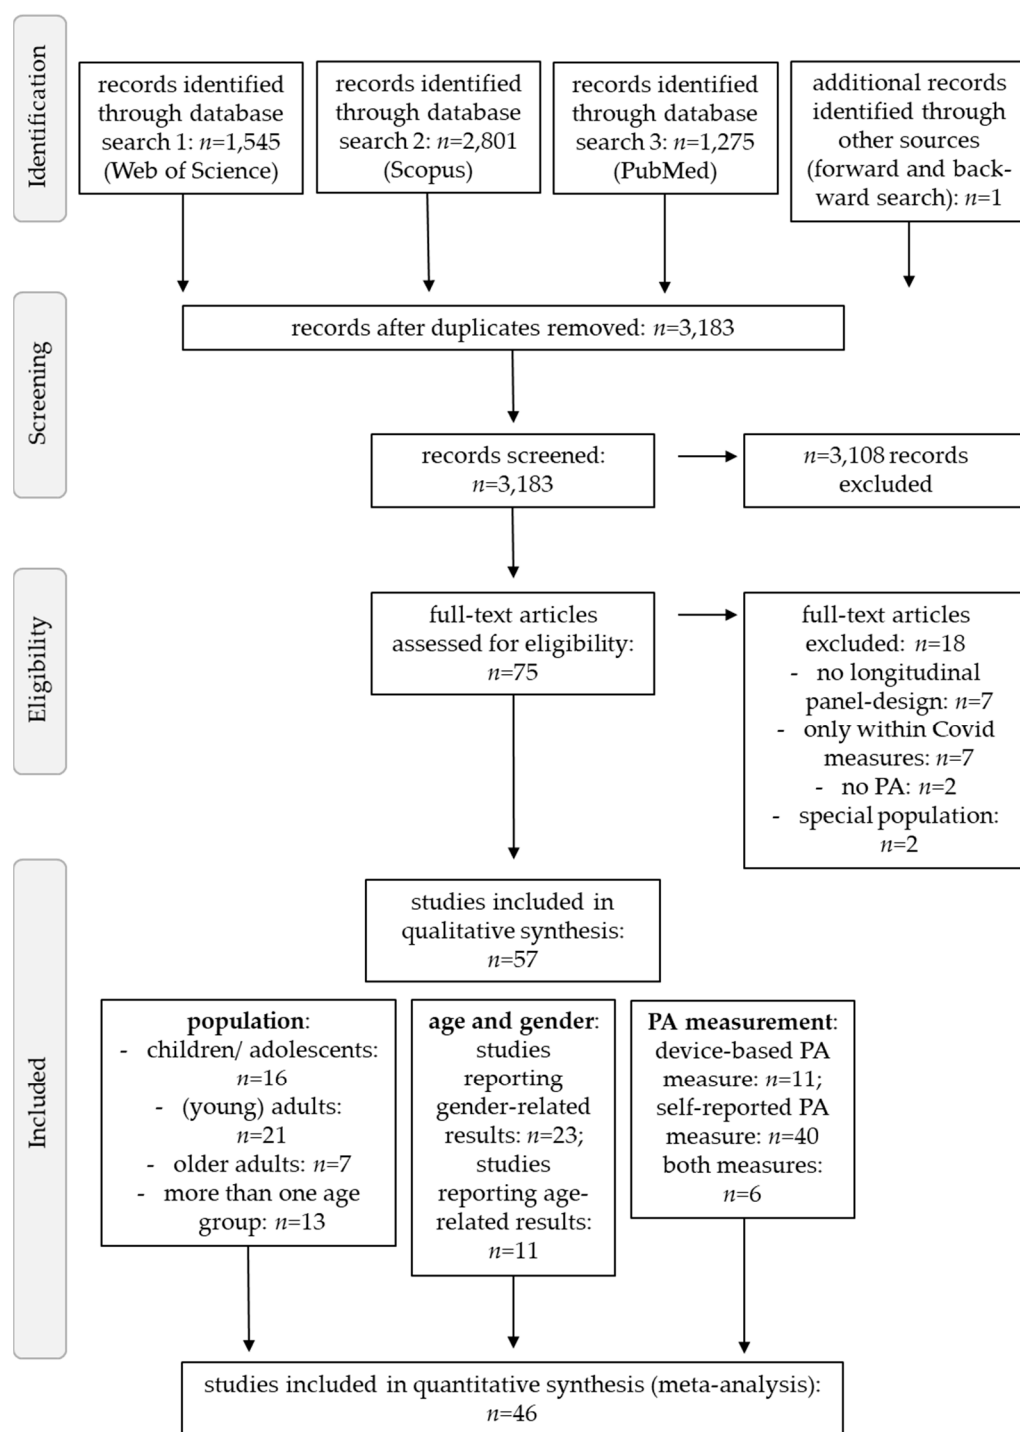 Identification
records identified
through database
search 1: n=1,545
(Web of Science)
records identified
through database
search 2: n=2,801
(Scopus)
records identified
through database
search 3: n=1,275
(PubMed)
additional records
identified through
other sources
(forward and back-
ward search): n=1
Screening
records after duplicates removed: n=3,183
records screened:
n=3,183
n=3,108 records
excluded
Eligibility
full-text articles
assessed for eligibility:
n=75
full-text articles
excluded: n=18
- no longitudinal
panel-design: n=7
- only within Covid
measures: n=7
- no PA: n=2
- special population:
n=2
Included
studies included in
qualitative synthesis:
n=57
population:
- children/ adolescents:
n=16
- (young) adults:
n=21
- older adults: n=7
- more than one age
group: n=13
age and gender:
studies
reporting
gender-related
results: n=23;
studies
reporting age-
related results:
n=11
PA measurement:
device-based PA
measure: n=11;
self-reported PA
measure: n=40
both measures:
n=6
studies included in quantitative synthesis (meta-analysis):
n=46